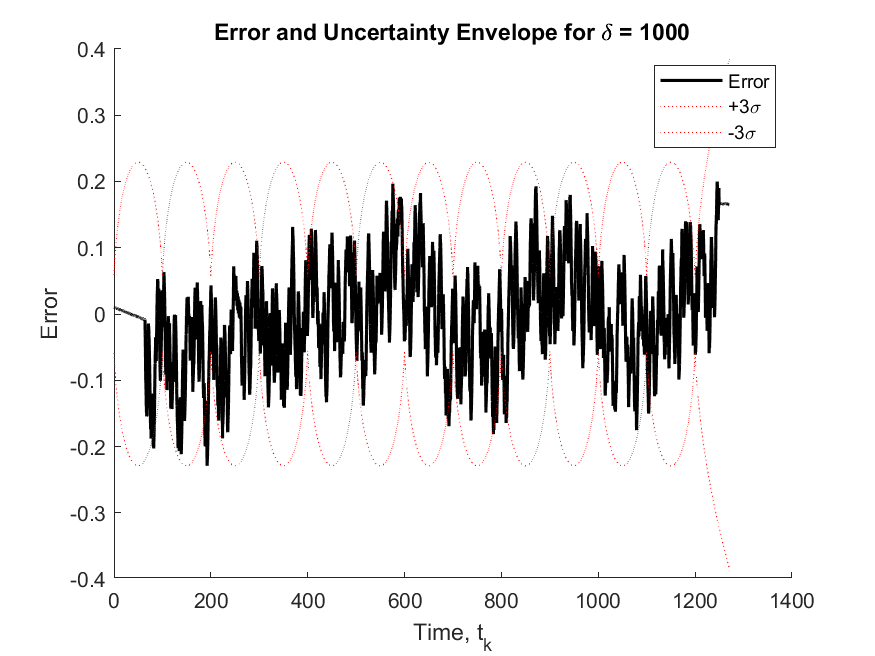 Error and Uncertainty Envelope for δ = 1000
0.4
0.3
0.2
0.1
0
-0.1
-0.2
-0.3
-0.4
Error
Error
+3σ
-3σ
0 200 400 600 800 1000 1200 1400
Time, t_k